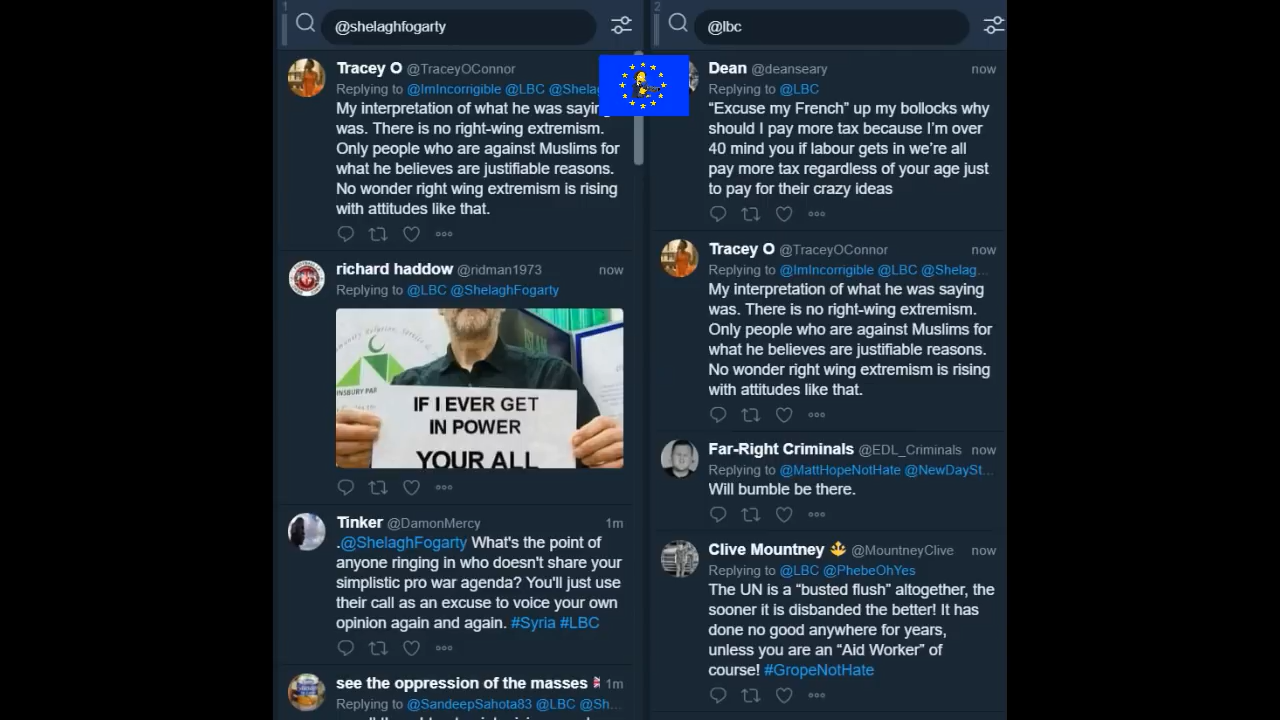 1
@shelaghfogarty
Tracey O @TraceyOConnor
Replying to @ImIncorrigible @LBC @Shelag
My interpretation of what he was saying
was. There is no right-wing extremism.
Only people who are against Muslims for
what he believes are justifiable reasons.
No wonder right wing extremism is rising
with attitudes like that.
richard haddow @ridman1973 now
Replying to @LBC @ShelaghFogarty
ISLAM
NSBURY PAR
IF I EVER GET
IN POWER
YOUR ALL
Tinker @DamonMercy 1m
.@ShelaghFogarty What's the point of
anyone ringing in who doesn't share your
simplistic pro war agenda? You'll just use
their call as an excuse to voice your own
opinion again and again. #Syria #LBC
see the oppression of the masses 1m
Replying to @SandeepSahota83 @LBC @Sh...
2
@lbc
Dean @deanseary now
Replying to @LBC
“Excuse my French” up my bollocks why
should I pay more tax because I’m over
40 mind you if labour gets in we’re all
pay more tax regardless of your age just
to pay for their crazy ideas
Tracey O @TraceyOConnor now
Replying to @ImIncorrigible @LBC @Shelag...
My interpretation of what he was saying
was. There is no right-wing extremism.
Only people who are against Muslims for
what he believes are justifiable reasons.
No wonder right wing extremism is rising
with attitudes like that.
Far-Right Criminals @EDL_Criminals now
Replying to @MattHopeNotHate @NewDaySt...
Will bumble be there.
Clive Mountney @MountneyClive now
Replying to @LBC @PhebeOhYes
The UN is a “busted flush” altogether, the
sooner it is disbanded the better! It has
done no good anywhere for years,
unless you are an “Aid Worker” of
course! #GropeNotHate